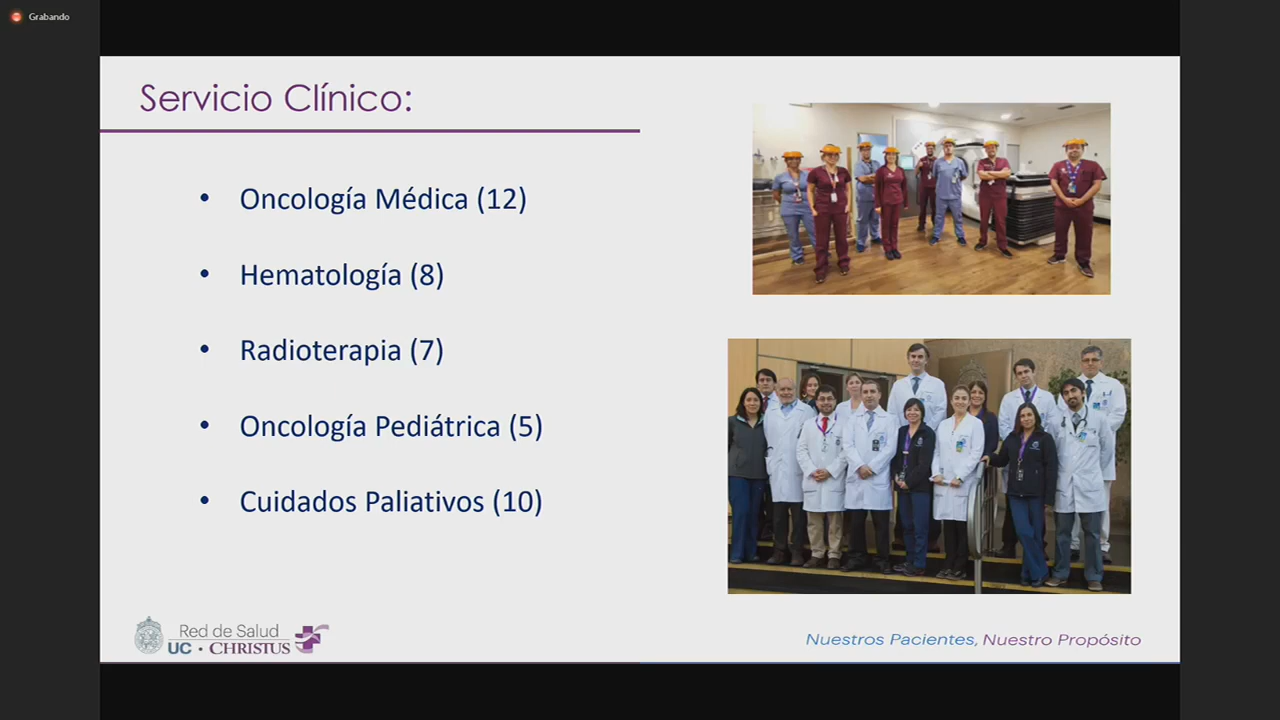 Grabando
Servicio Clínico:
• Oncología Médica (12)
• Hematología (8)
• Radioterapia (7)
• Oncología Pediátrica (5)
• Cuidados Paliativos (10)
Red de Salud
UC • CHRISTUS
Nuestros Pacientes, Nuestro Propósito